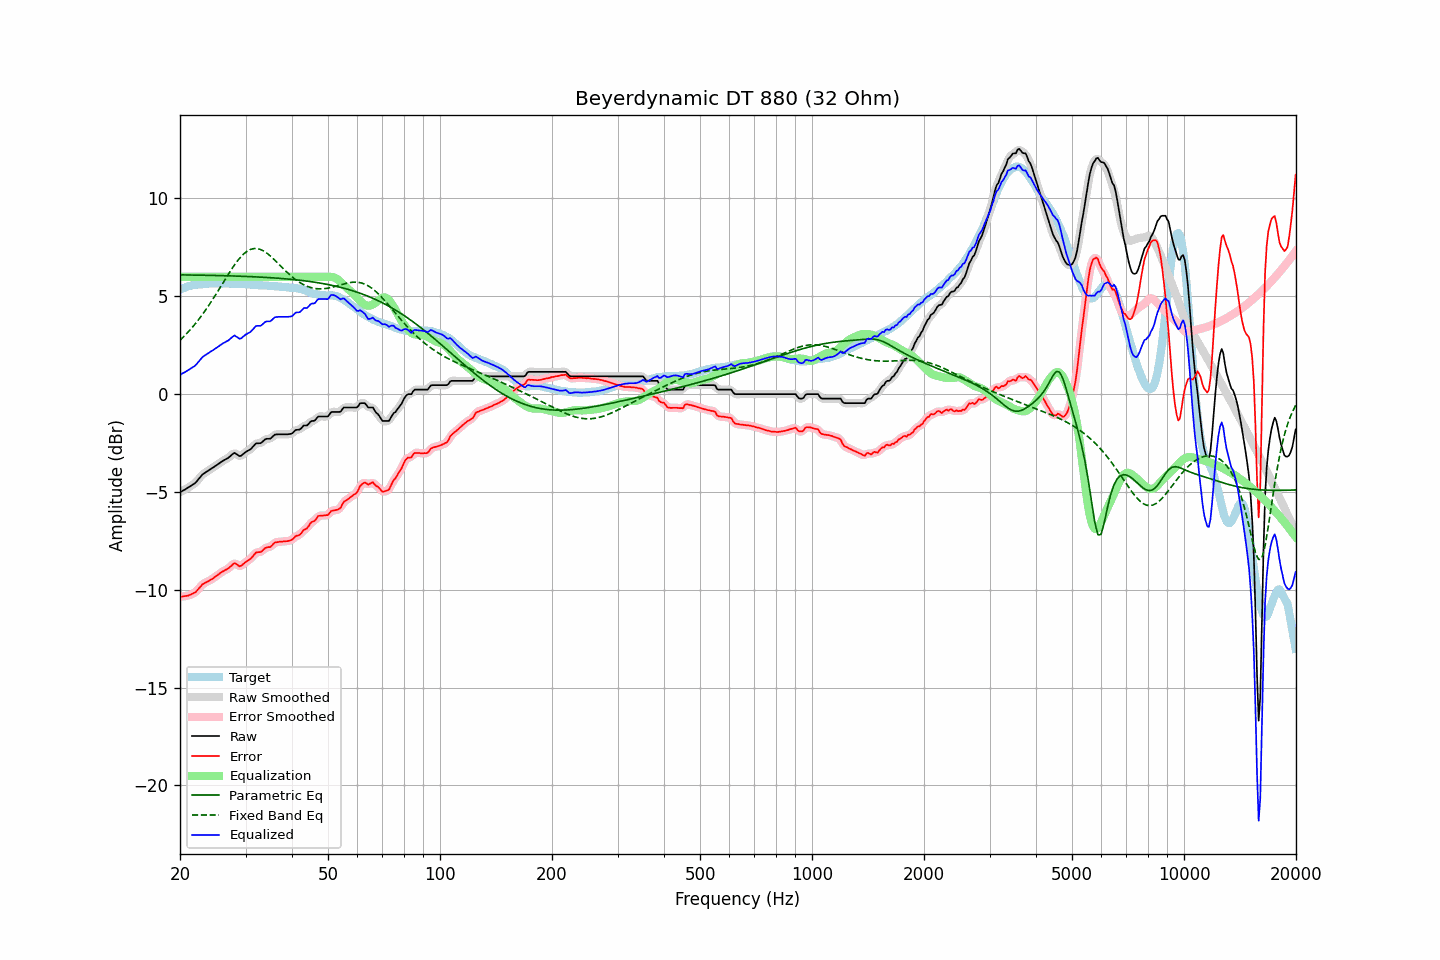 Beyerdynamic DT 880 (32 Ohm)
Amplitude (dBr)
10
5
0
−5
−10
−15
−20
Target
Raw Smoothed
Error Smoothed
Raw
Error
Equalization
Parametric Eq
Fixed Band Eq
Equalized
20 50 100 200 500 1000 2000 5000 10000 20000
Frequency (Hz)